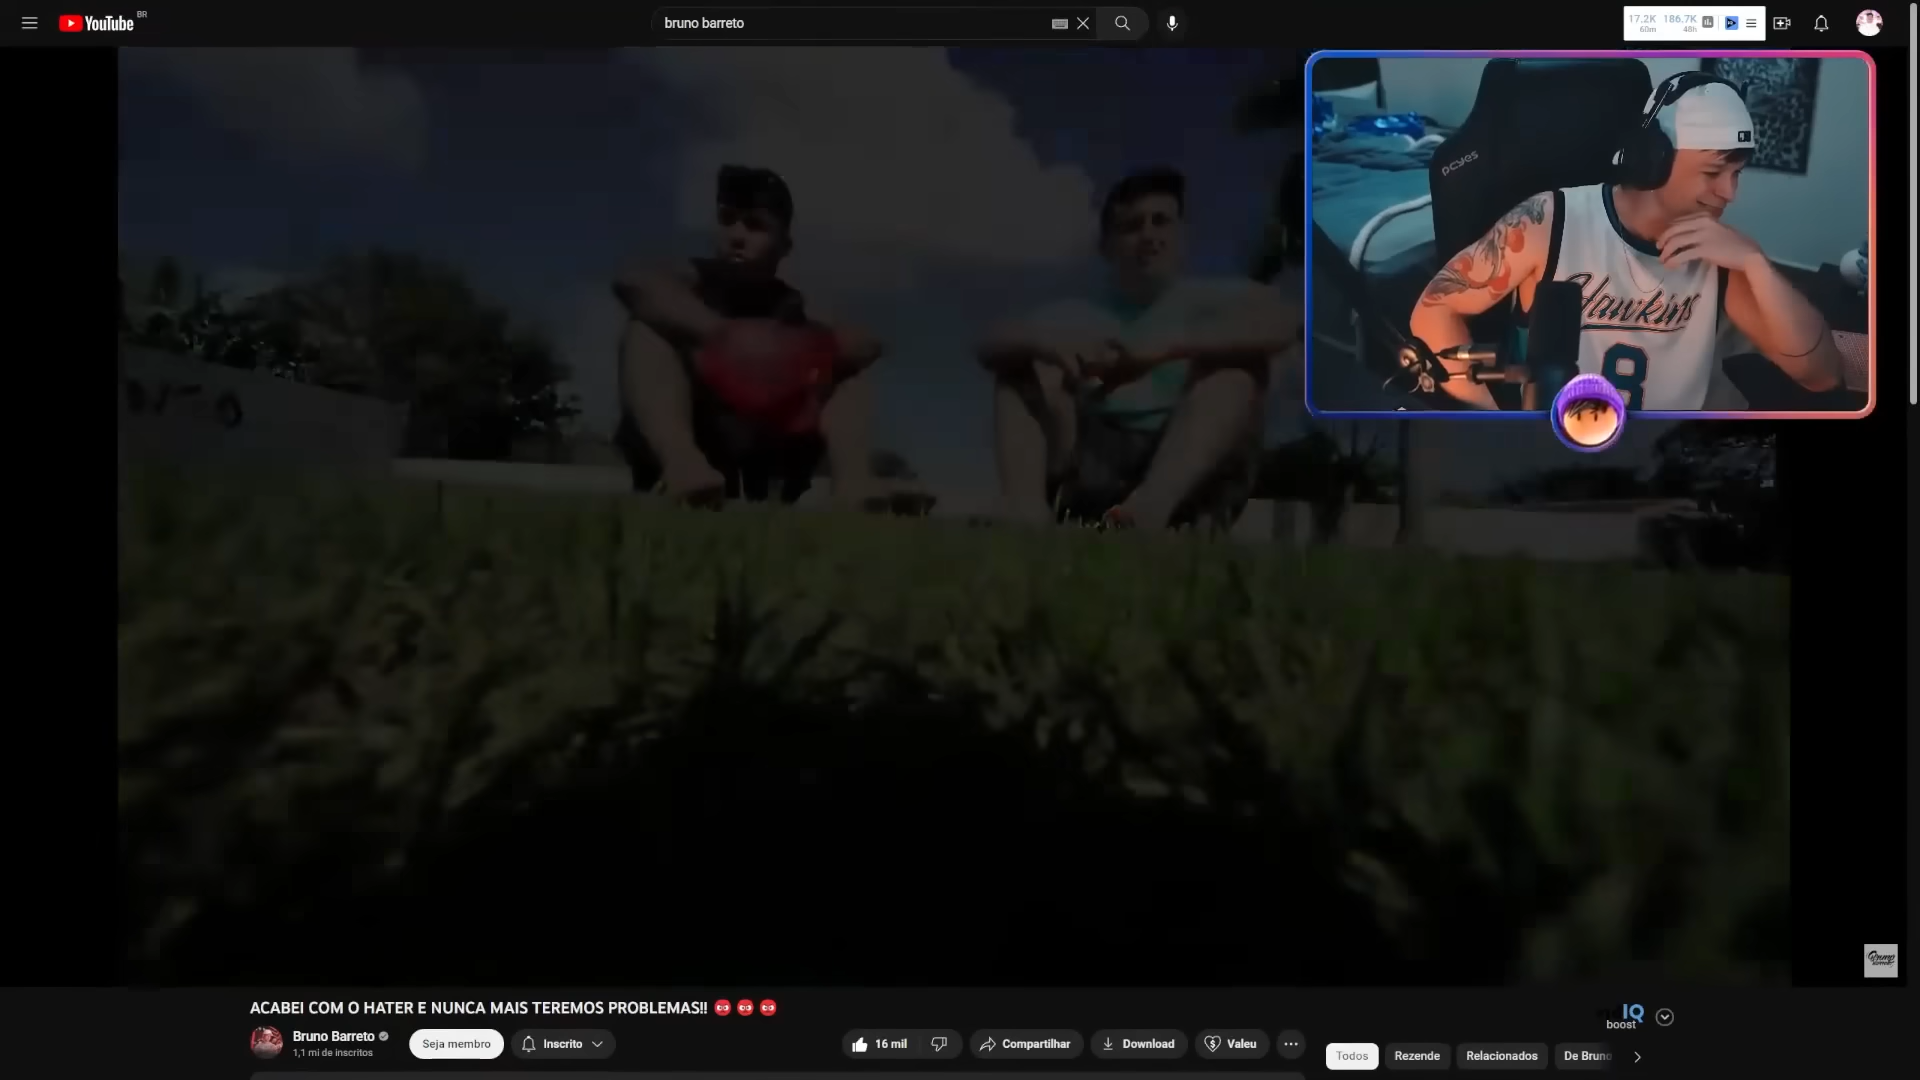 YouTube BR
bruno barreto
17.2K 186.7K
60m 48h
pcyes
Hawkins
8
ACABEI COM O HATER E NUNCA MAIS TEREMOS PROBLEMAS!!
Bruno Barreto
1,1 mi de inscritos
Seja membro
Inscrito
16 mil
Compartilhar
Download
Valeu
IQ
boost
Todos
Rezende
Relacionados
De Bruno